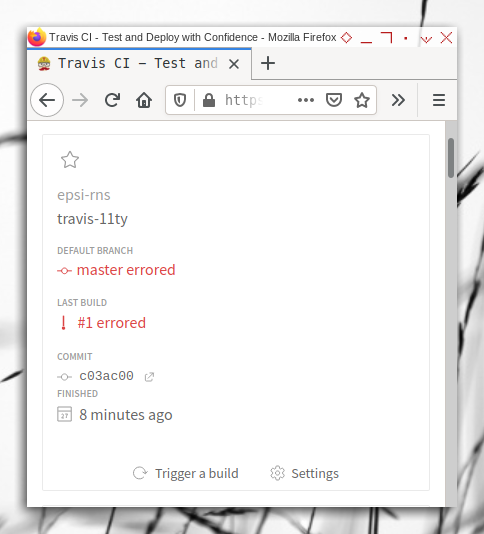 Travis CI - Test and Deploy with Confidence - Mozilla Firefox
Travis CI – Test and
https
epsi-rns
travis-11ty
DEFAULT BRANCH
master errored
LAST BUILD
#1 errored
COMMIT
c03ac00
FINISHED
27
8 minutes ago
Trigger a build
Settings